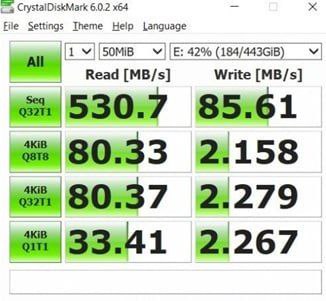 CrystalDiskMark 6.0.2 x64
File Settings Theme Help Language
All 1 50MiB E: 42% (184/443GiB)
Read [MB/s] Write [MB/s]
Seq Q32T1 530.7 85.61
4KiB Q8T8 80.33 2.158
4KiB Q32T1 80.37 2.279
4KiB Q1T1 33.41 2.267